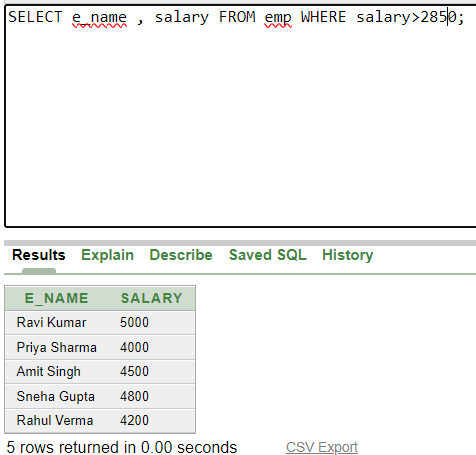 SELECT e_name , salary FROM emp WHERE salary>2850;
Results Explain Describe Saved SQL History
E_NAME SALARY
Ravi Kumar 5000
Priya Sharma 4000
Amit Singh 4500
Sneha Gupta 4800
Rahul Verma 4200
5 rows returned in 0.00 seconds CSV Export